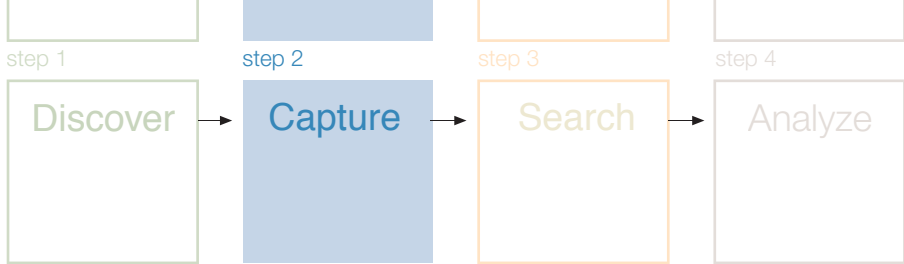 step 1
step 2
step 3
step 4
Discover
Capture
Search
Analyze